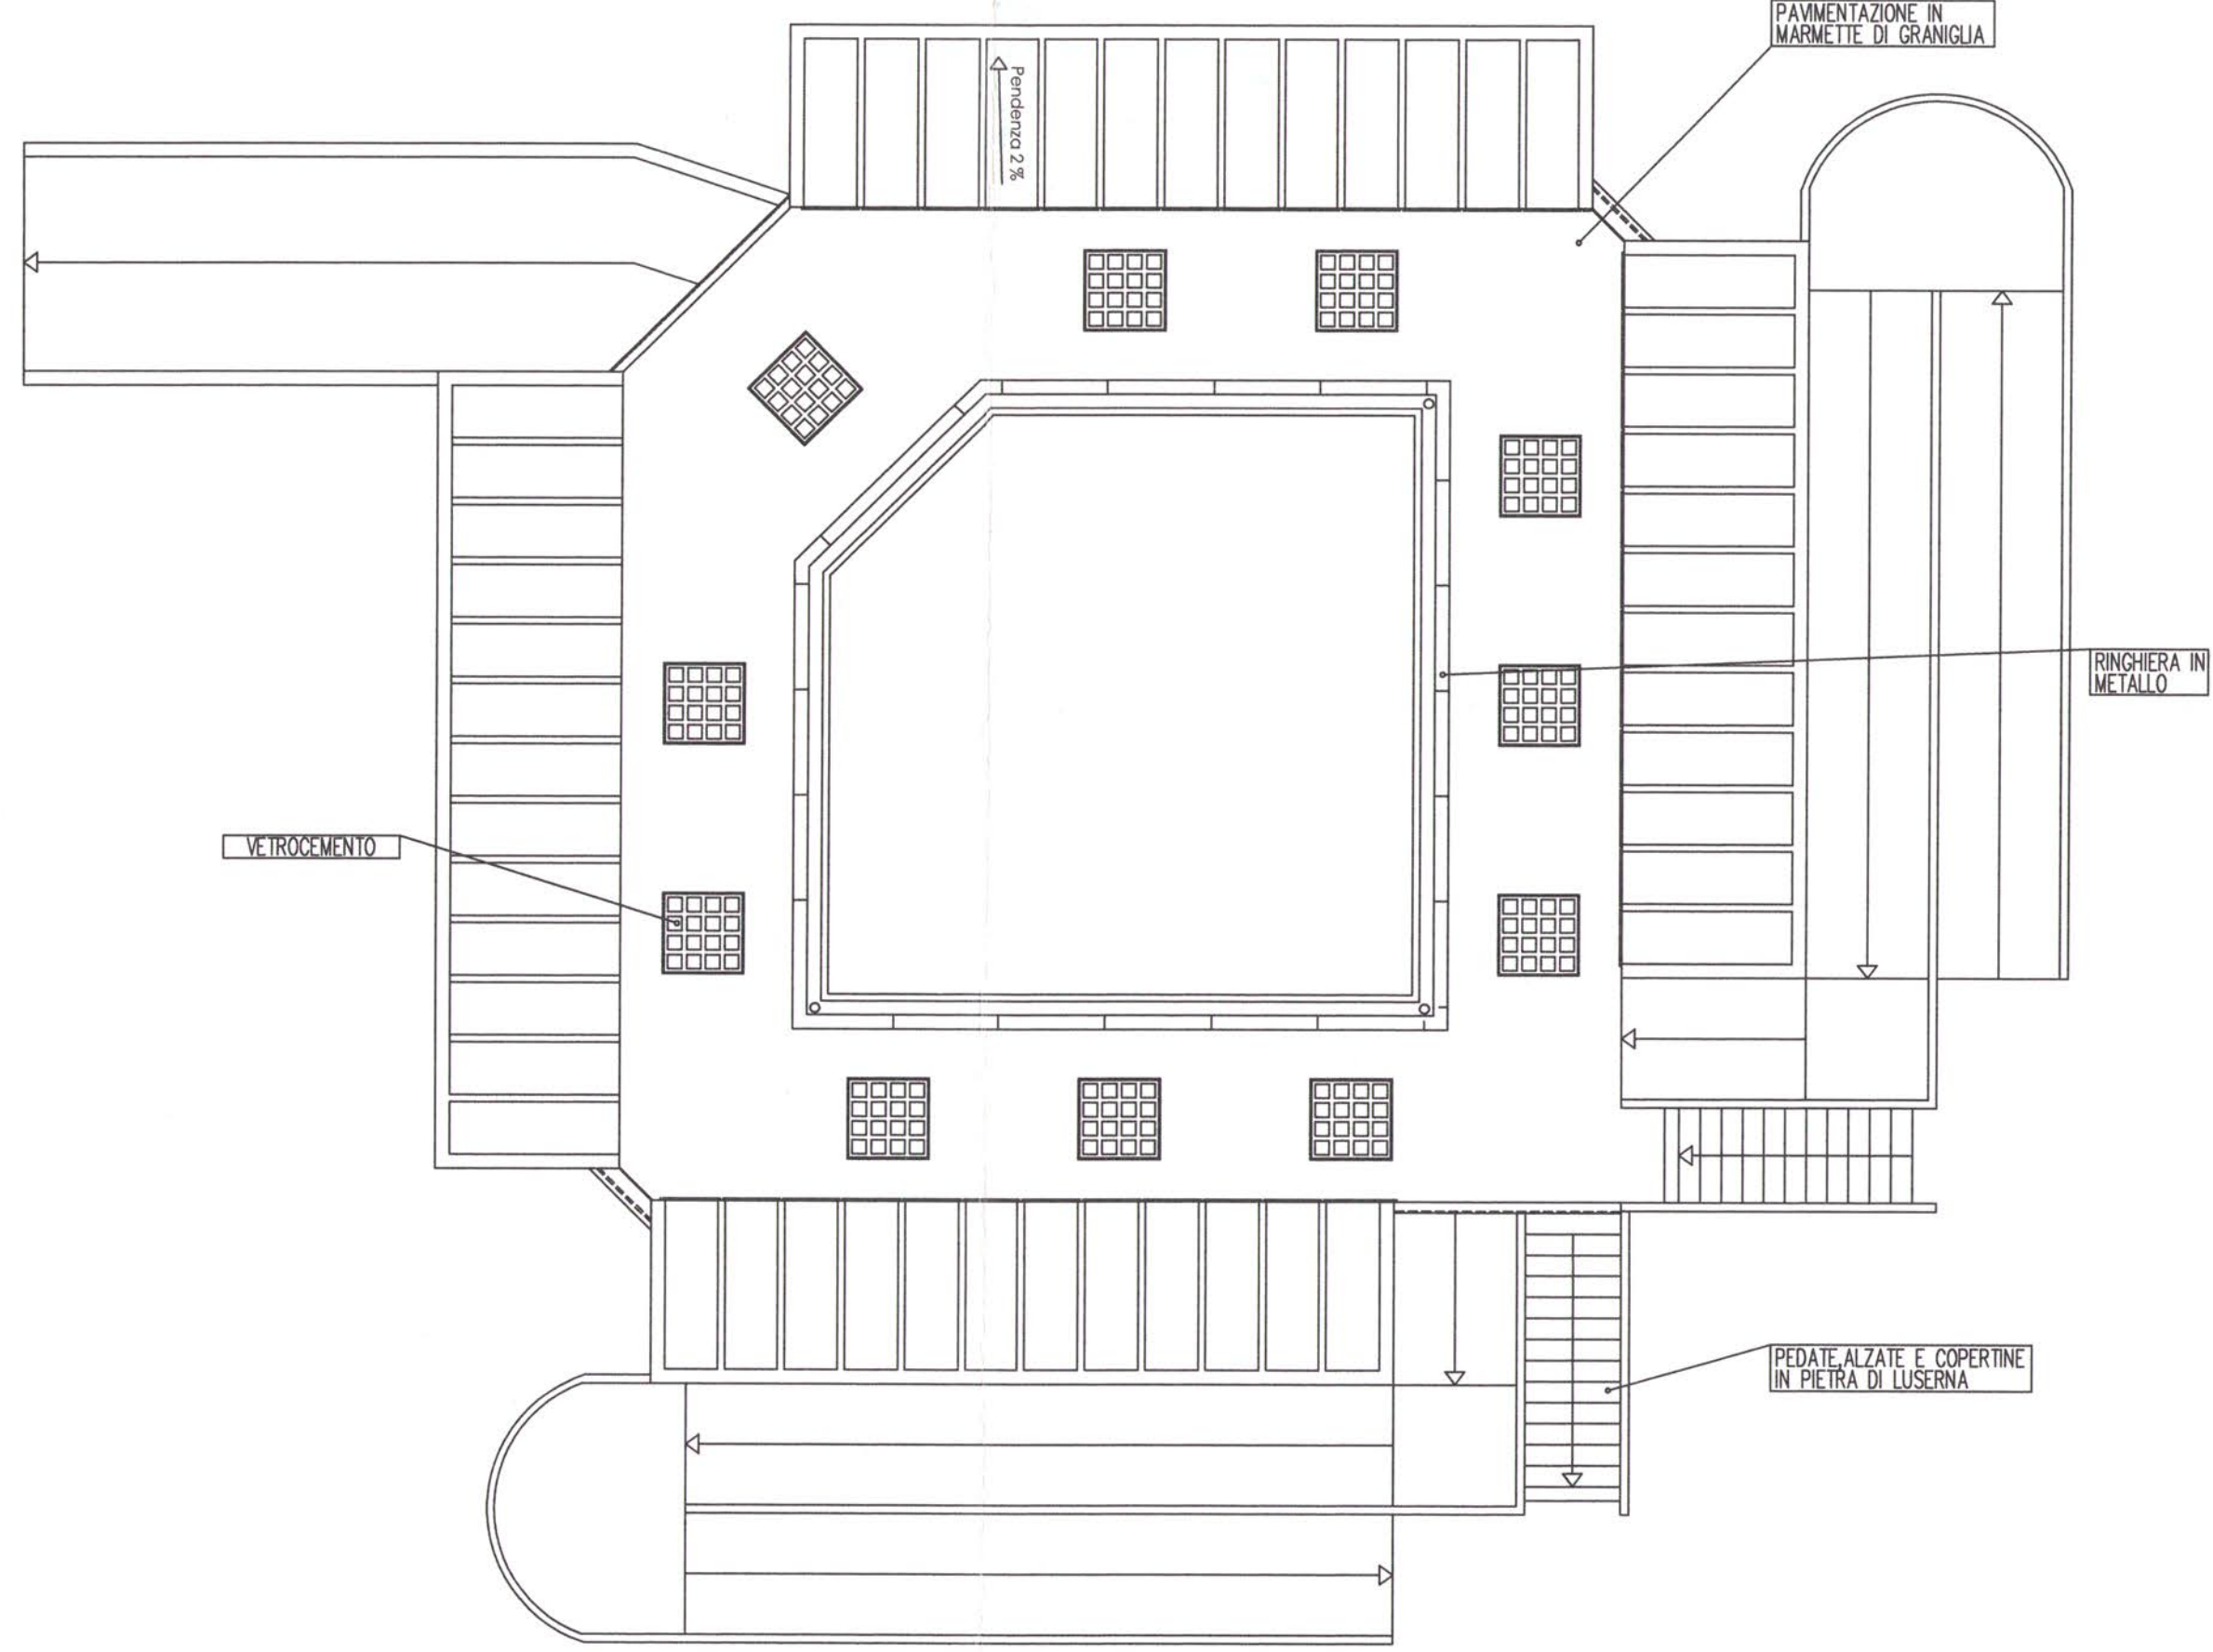 PAVIMENTAZIONE IN
MARMETTE DI GRANIGLIA
Pendenza 2%
RINGHIERA IN
METALLO
VETROCEMENTO
PEDATE,ALZATE E COPERTINE
IN PIETRA DI LUSERNA